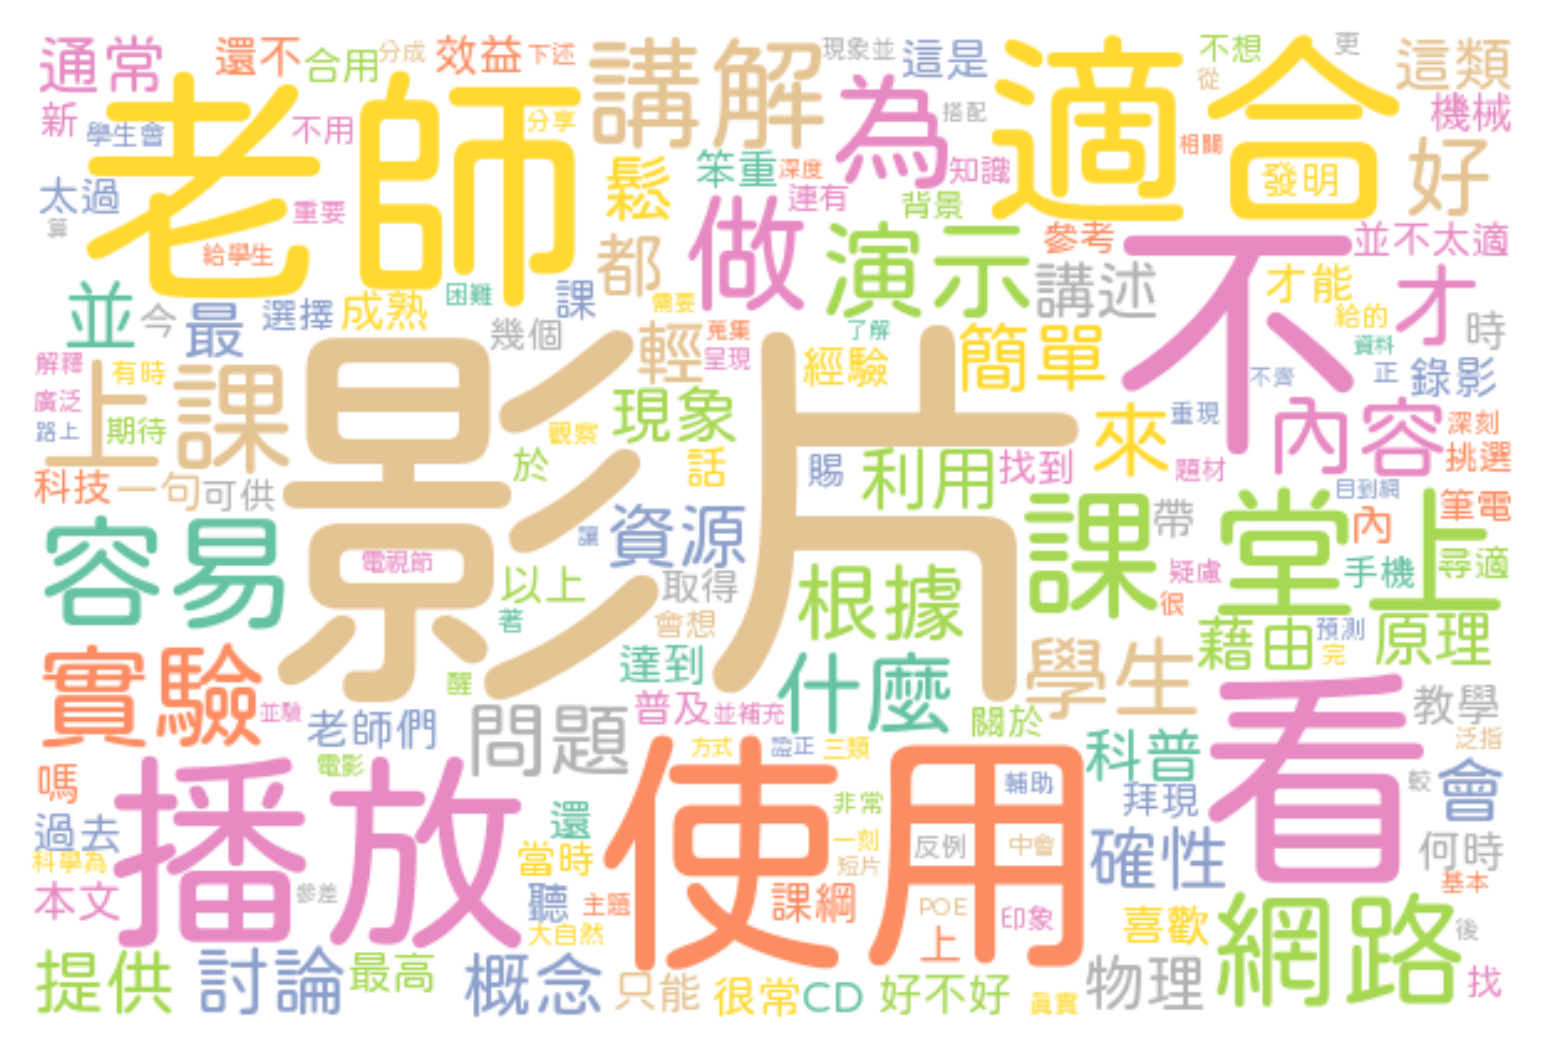 通常
還不
合用
分成
效益
下述
講解
現象並
這是
適合
不想
從
更
這類
新
學生會
不用
老師
分享
為
搭配
相關
發明
機械
好
太過
算
重要
給學生
鬆
笨重
深度
連有
知識
背景
都
做
演示
參考
講述
不
並不太適
才能
才
給的
時
並
今
最
選擇
成熟
困難
課
幾個
需要
輕
蒐集
呈現
了解
經驗
簡單
資料
正
錄影
不齊
解釋
有時
廣泛
路上
期待
上課
影片
現象
觀察
於
話
賜
利用
找到
來
重現
題材
內容
深刻
挑選
科技
一句
可供
讓
資源
電視節
以上
取得
著
會想
根據
課堂上
帶
目到網
內
筆電
疑慮
很
手機
尋適
容易
藉由
預測
完
原理
實驗
並驗
老師們
電影
醒
達到
普及
並補充
什麼
學生
問題
關於
方式
證正
三類
科普
看
教學
泛指
較
會
嗎
過去
科學為
本文
播放
參差
還
當時
聽
主題
大自然
使用
非常
一刻
短片
課綱
輔助
反例
中會
POE
上
印象
拜現
確性
何時
基本
喜歡
網路
後
找
提供
討論
最高
概念
只能
很常
CD
好不好
真實
物理